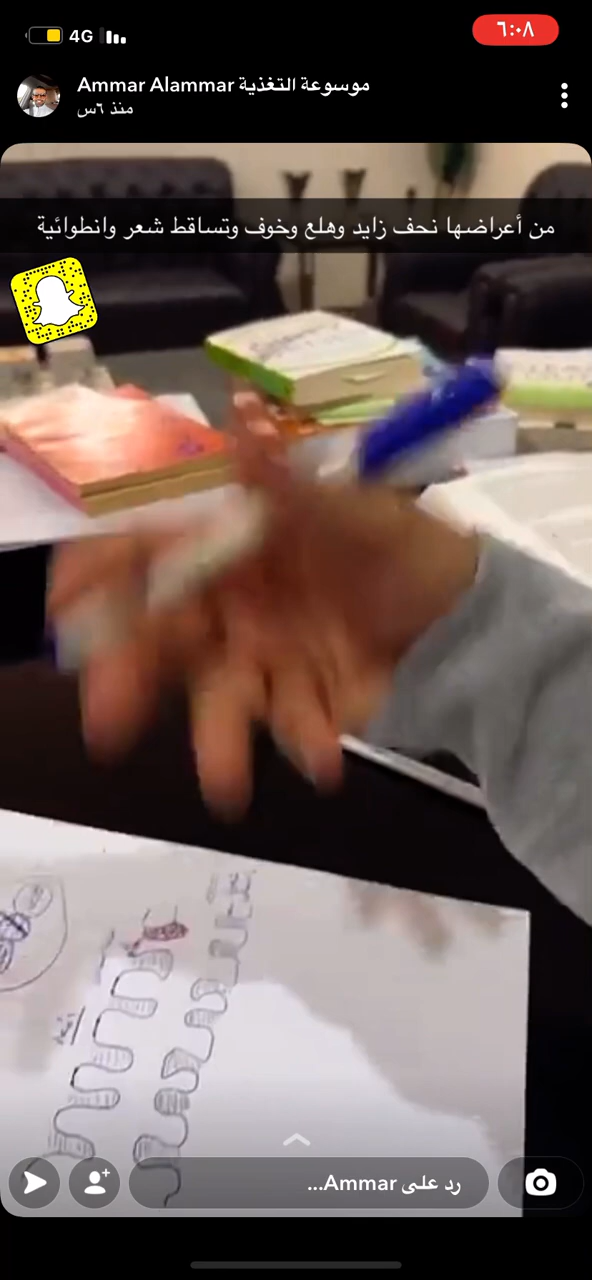 4G
٦:٠٨
موسوعة التغذية Ammar Alammar
منذ ٦س
من أعراضها نحف زايد وهلع وخوف وتساقط شعر وانطوائية
رد على Ammar...